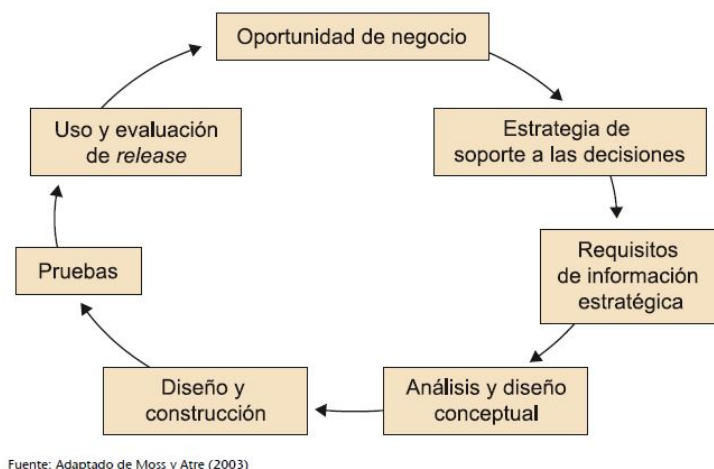 Oportunidad de negocio
Estrategia de
soporte a las decisiones
Requisitos
de información
estratégica
Análisis y diseño
conceptual
Diseño y
construcción
Pruebas
Uso y evaluación
de release
Fuente: Adaptado de Moss y Atre (2003)